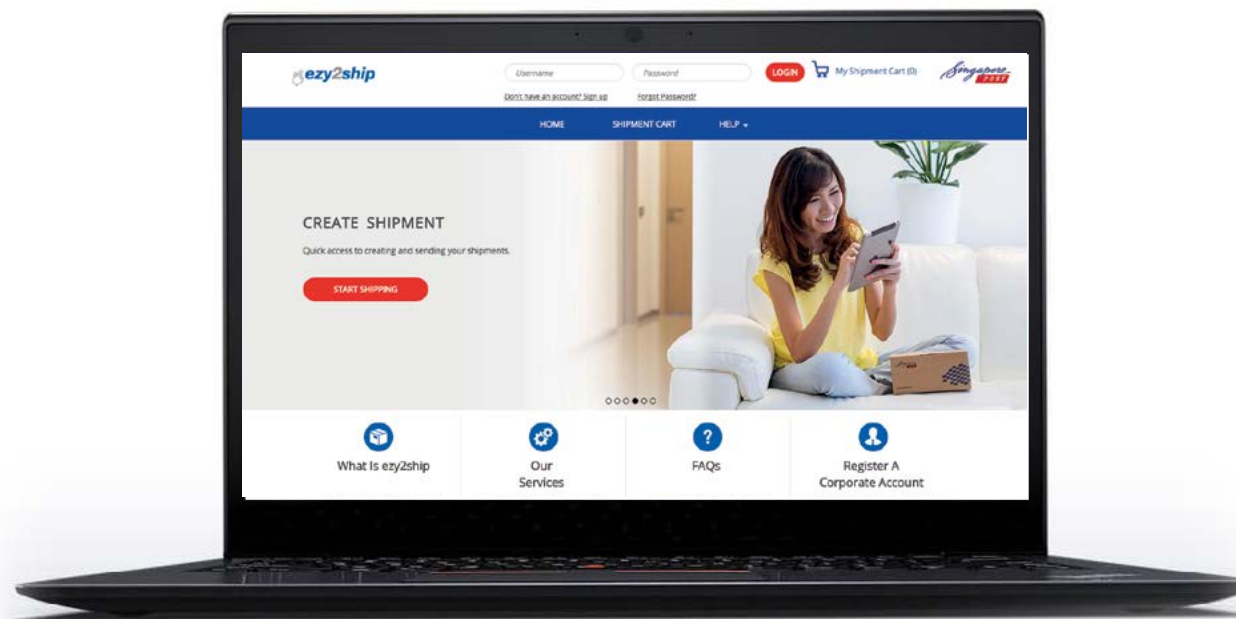 ezy2ship
Username
Password
LOGIN
My Shipment Cart (0)
Singapore
POST
Don't have an account? Sign up
Forgot Password?
HOME
SHIPMENT CART
HELP
CREATE SHIPMENT
Quick access to creating and sending your shipments.
START SHIPPING
?
What Is ezy2ship
Our
Services
FAQs
Register A
Corporate Account